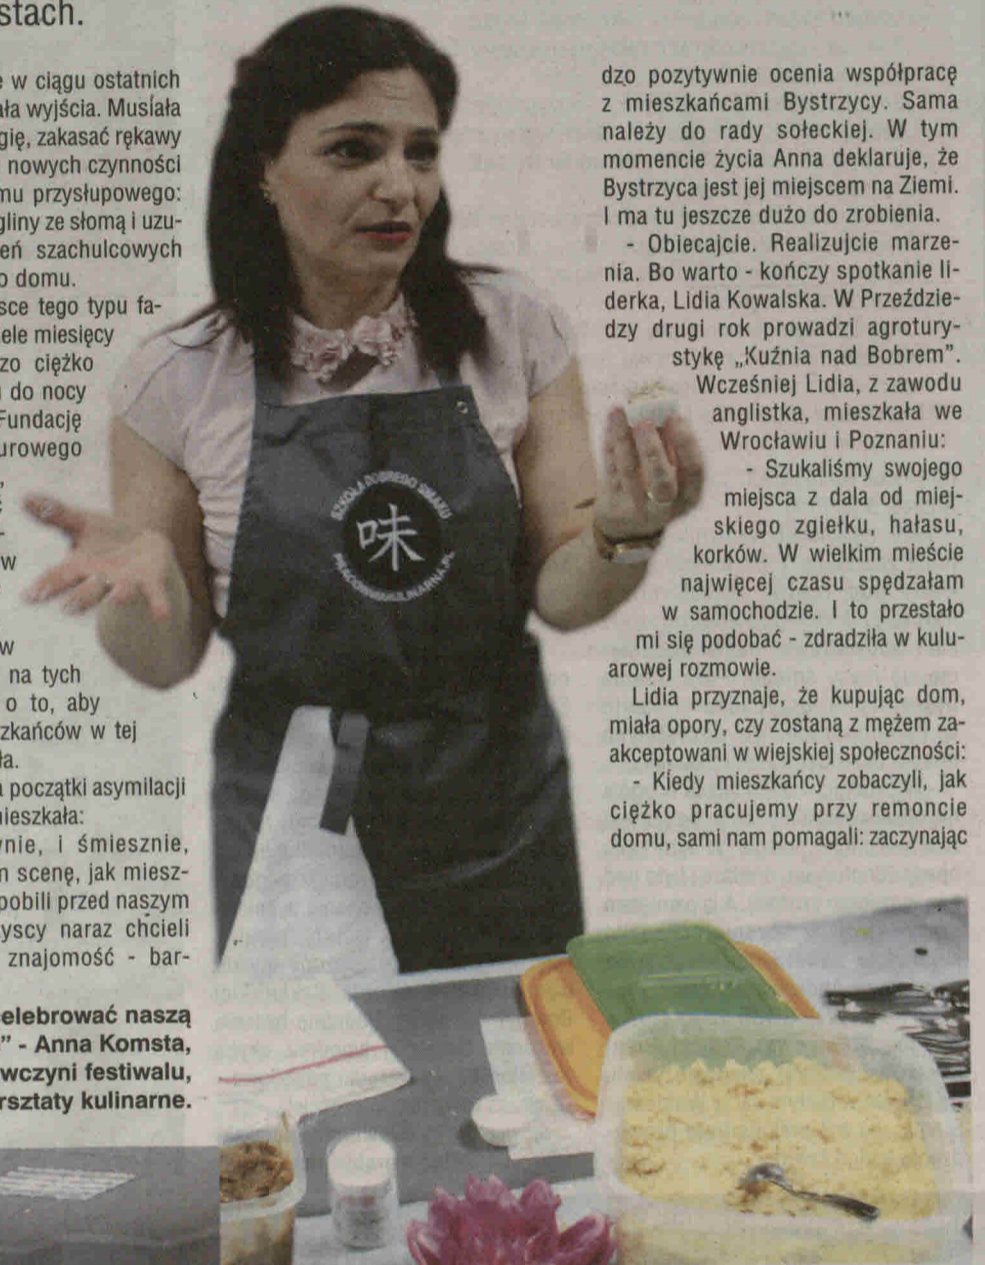 stach.
e w ciągu ostatnich
ała wyjścia. Musiała
gię, zakasać rękawy
nowych czynności
mu przysłupowego:
gliny ze słomą i uzu-
eń szachulcowych
o domu.
sce tego typu fa-
ele miesięcy
zo ciężko
do nocy
Fundację
urowego
w
w
na tych
o to, aby
zkańców w tej
ła.
początki asymilacji
mieszkała:
nie, i śmiesznie,
scenę, jak miesz-
pobili przed naszym
yscy naraz chcieli
znajomość - bar-
elebrować naszą
" - Anna Komsta,
wczyni festiwalu,
rsztaty kulinarne.
SZKOŁA DOBREGO SMAKU
味
PRACOWNIAKULINARNA.PL
dzo pozytywnie ocenia współpracę
z mieszkańcami Bystrzycy. Sama
należy do rady sołeckiej. W tym
momencie życia Anna deklaruje, że
Bystrzyca jest jej miejscem na Ziemi.
I ma tu jeszcze dużo do zrobienia.
- Obiecajcie. Realizujcie marze-
nia. Bo warto - kończy spotkanie li-
derka, Lidia Kowalska. W Przeździe-
dzy drugi rok prowadzi agrotury-
stykę „Kuźnia nad Bobrem”.
Wcześniej Lidia, z zawodu
anglistka, mieszkała we
Wrocławiu i Poznaniu:
- Szukaliśmy swojego
miejsca z dala od miej-
skiego zgiełku, hałasu,
korków. W wielkim mieście
najwięcej czasu spędzałam
w samochodzie. I to przestało
mi się podobać - zdradziła w kulu-
arowej rozmowie.
Lidia przyznaje, że kupując dom,
miała opory, czy zostaną z mężem za-
akceptowani w wiejskiej społeczności:
- Kiedy mieszkańcy zobaczyli, jak
ciężko pracujemy przy remoncie
domu, sami nam pomagali: zaczynając